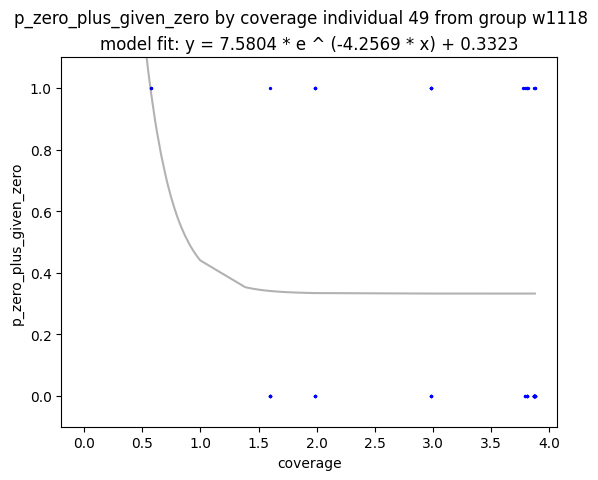 p_zero_plus_given_zero by coverage individual 49 from group w1118
model fit: y = 7.5804 * e ^ (-4.2569 * x) + 0.3323
1.0
0.8
0.6
0.4
0.2
0.0
p_zero_plus_given_zero
0.0 0.5 1.0 1.5 2.0 2.5 3.0 3.5 4.0
coverage